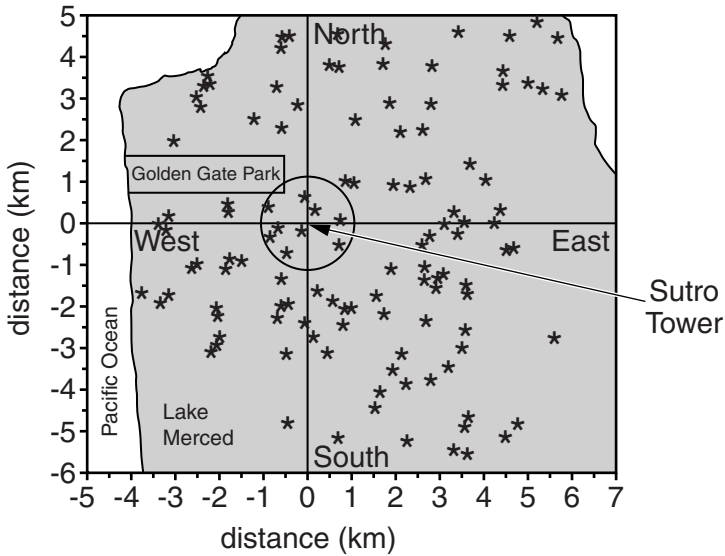 5
4
3
2
1
0
-1
-2
-3
-4
-5
-6
distance (km)
North
Golden Gate Park
West
East
Sutro
Tower
Pacific Ocean
Lake
Merced
South
-5 -4 -3 -2 -1 0 1 2 3 4 5 6 7
distance (km)